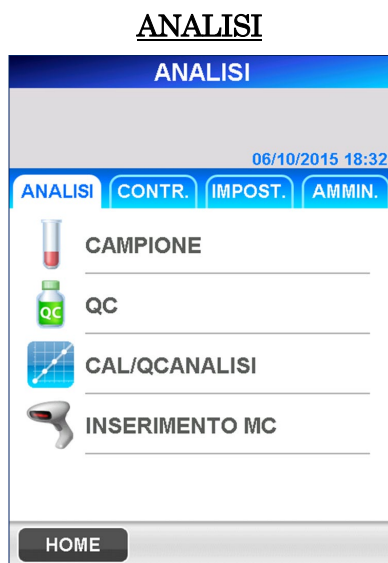 ANALISI
ANALISI
06/10/2015 18:32
ANALISI CONTR. IMPOST. AMMIN.
CAMPIONE
QC QC
CAL/QCANALISI
INSERIMENTO MC
HOME